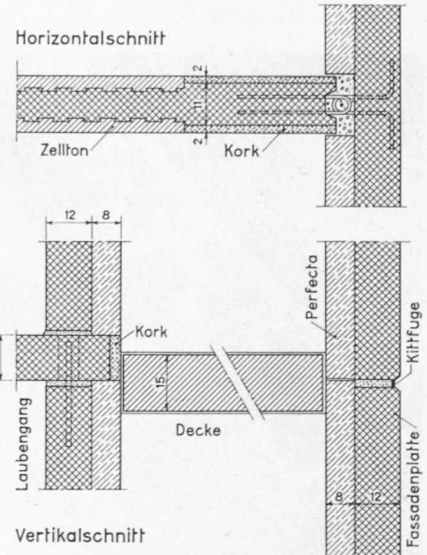 Horizontalschnitt
2
11
2
Zellton
Kork
12
8
Kork
Perfecta
Kittfuge
Laubengang
15
Decke
Fassadenplatte
8
12
Vertikalschnitt